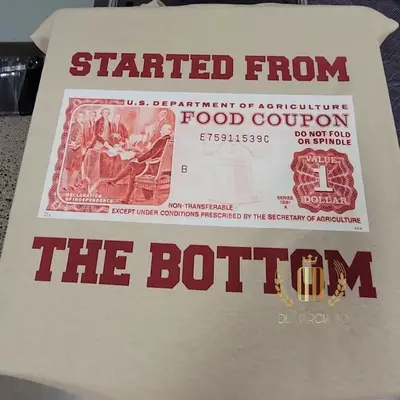 STARTED FROM
U.S. DEPARTMENT OF AGRICULTURE
FOOD COUPON
E75911539C
DO NOT FOLD
OR SPINDLE
B
VALUE
1
DOLLAR
DECLARATION
OF INDEPENDENCE
NON-TRANSFERABLE
SERIES
EXCEPT UNDER CONDITIONS PRESCRIBED BY THE SECRETARY OF AGRICULTURE
THE BOTTOM